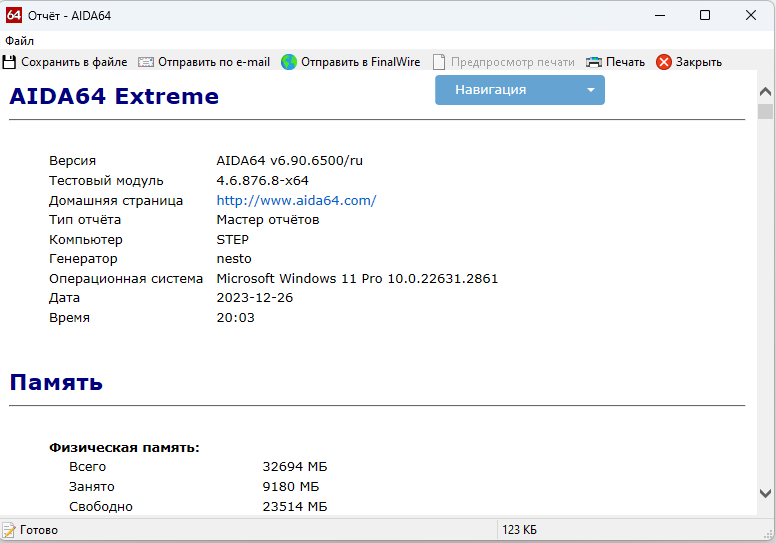 64 Отчёт - AIDA64
Файл
Сохранить в файле Отправить по e-mail Отправить в FinalWire Предпросмотр печати Печать Закрыть
AIDA64 Extreme
Навигация
Версия AIDA64 v6.90.6500/ru
Тестовый модуль 4.6.876.8-x64
Домашняя страница http://www.aida64.com/
Тип отчёта Мастер отчётов
Компьютер STEP
Генератор nesto
Операционная система Microsoft Windows 11 Pro 10.0.22631.2861
Дата 2023-12-26
Время 20:03
Память
Физическая память:
Всего 32694 МБ
Занято 9180 МБ
Свободно 23514 МБ
Готово 123 КБ